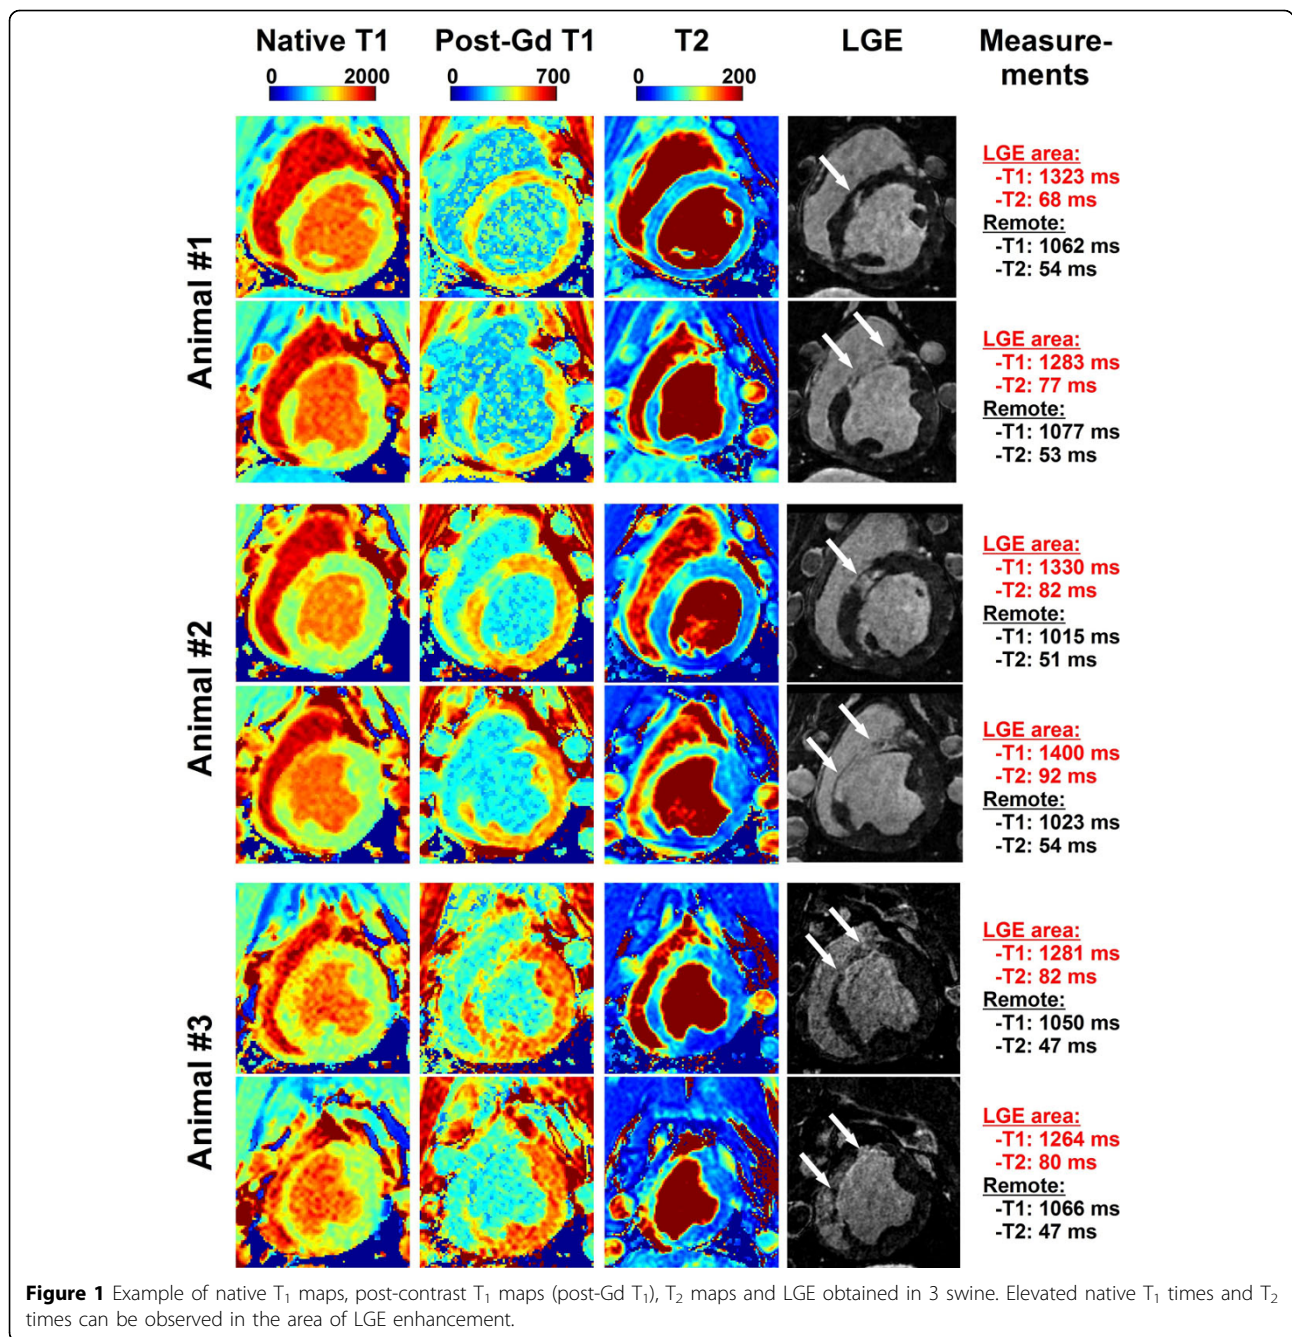 Native T1 Post-Gd T1 T2 LGE Measure-
ments
0 2000 0 700 0 200
Animal #1
LGE area:
-T1: 1323 ms
-T2: 68 ms
Remote:
-T1: 1062 ms
-T2: 54 ms
LGE area:
-T1: 1283 ms
-T2: 77 ms
Remote:
-T1: 1077 ms
-T2: 53 ms
Animal #2
LGE area:
-T1: 1330 ms
-T2: 82 ms
Remote:
-T1: 1015 ms
-T2: 51 ms
LGE area:
-T1: 1400 ms
-T2: 92 ms
Remote:
-T1: 1023 ms
-T2: 54 ms
Animal #3
LGE area:
-T1: 1281 ms
-T2: 82 ms
Remote:
-T1: 1050 ms
-T2: 47 ms
LGE area:
-T1: 1264 ms
-T2: 80 ms
Remote:
-T1: 1066 ms
-T2: 47 ms
Figure 1 Example of native T₁ maps, post-contrast T₁ maps (post-Gd T₁), T₂ maps and LGE obtained in 3 swine. Elevated native T₁ times and T₂
times can be observed in the area of LGE enhancement.